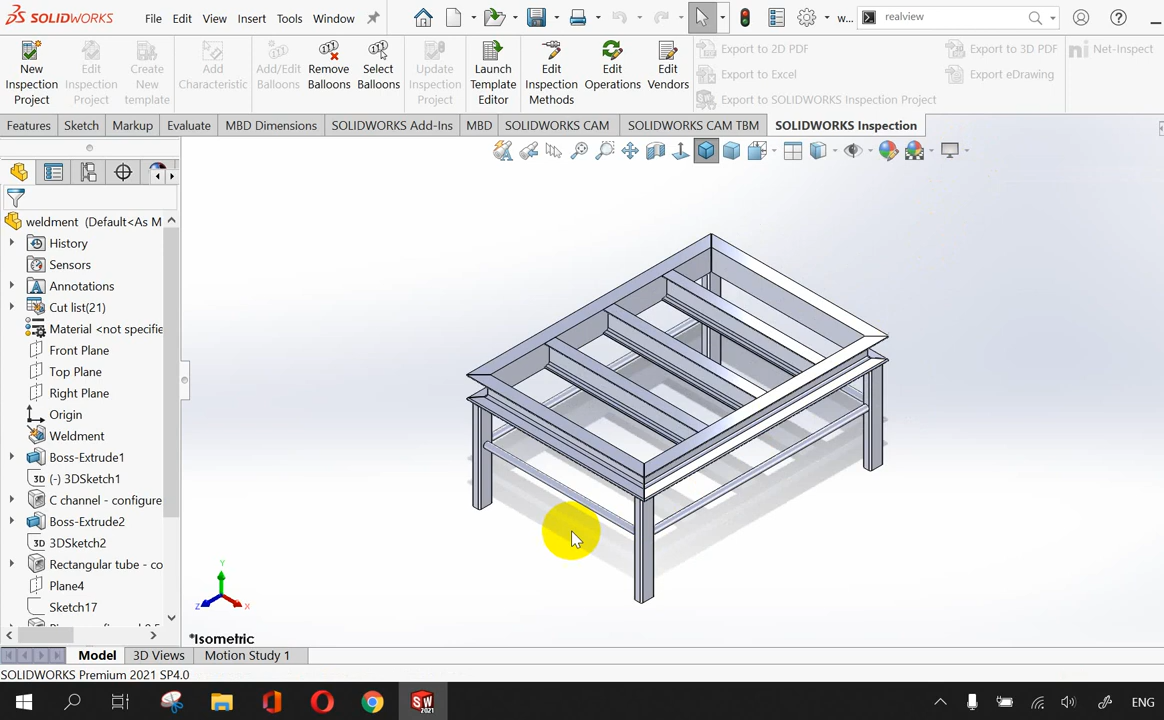 SOLIDWORKS File Edit View Insert Tools Window w... realview
New Inspection Project
Edit Inspection Project
Create New template
Add Characteristic
Add/Edit Balloons
Remove Balloons
Select Balloons
Update Inspection Project
Launch Template Editor
Edit Inspection Methods
Edit Operations
Edit Vendors
Export to 2D PDF
Export to Excel
Export to SOLIDWORKS Inspection Project
Export to 3D PDF
Export eDrawing
Net-Inspect
Features Sketch Markup Evaluate MBD Dimensions SOLIDWORKS Add-Ins MBD SOLIDWORKS CAM SOLIDWORKS CAM TBM SOLIDWORKS Inspection
weldment (Default<As M
History
Sensors
Annotations
Cut list(21)
Material <not specifie
Front Plane
Top Plane
Right Plane
Origin
Weldment
Boss-Extrude1
3D (-) 3DSketch1
C channel - configure
Boss-Extrude2
3D 3DSketch2
Rectangular tube - co
Plane4
Sketch17
Y
Z X
*Isometric
Model 3D Views Motion Study 1
SOLIDWORKS Premium 2021 SP4.0
SW 2021 ENG